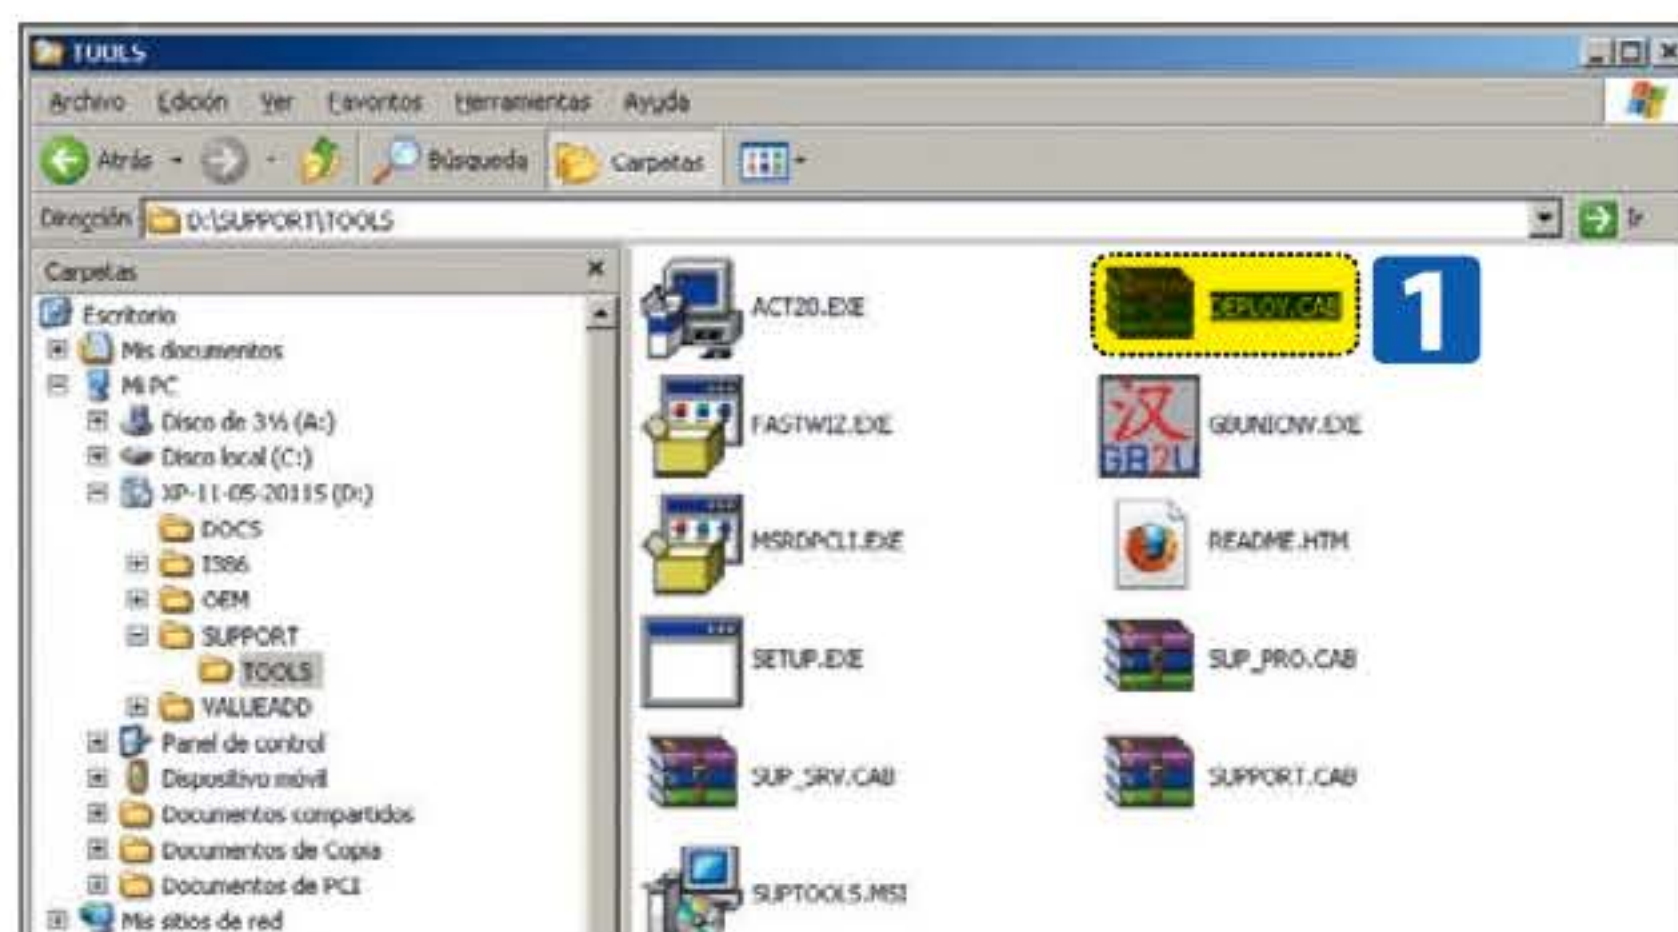 TOOLS
Archivo Edición Ver Favoritos Herramientas Ayuda
Atrás Búsqueda Carpetas
Dirección D:\SUPPORT\TOOLS Ir
Carpetas
Escritorio
Mis documentos
Mi PC
Disco de 3½ (A:)
Disco local (C:)
XP-11-05-2011S (D:)
DOCS
I386
OEM
SUPPORT
TOOLS
VALUEADD
Panel de control
Dispositivo móvil
Documentos compartidos
Documentos de Copia
Documentos de PCI
Mis sitios de red
ACT20.EXE
DEPLOY.CAB
1
FASTWIZ.EXE
汉
GB2U
GBUNICNV.EXE
MSRDPCLI.EXE
README.HTM
SETUP.EXE
SUP_PRO.CAB
SUP_SRV.CAB
SUPPORT.CAB
SUPTOOLS.MSI